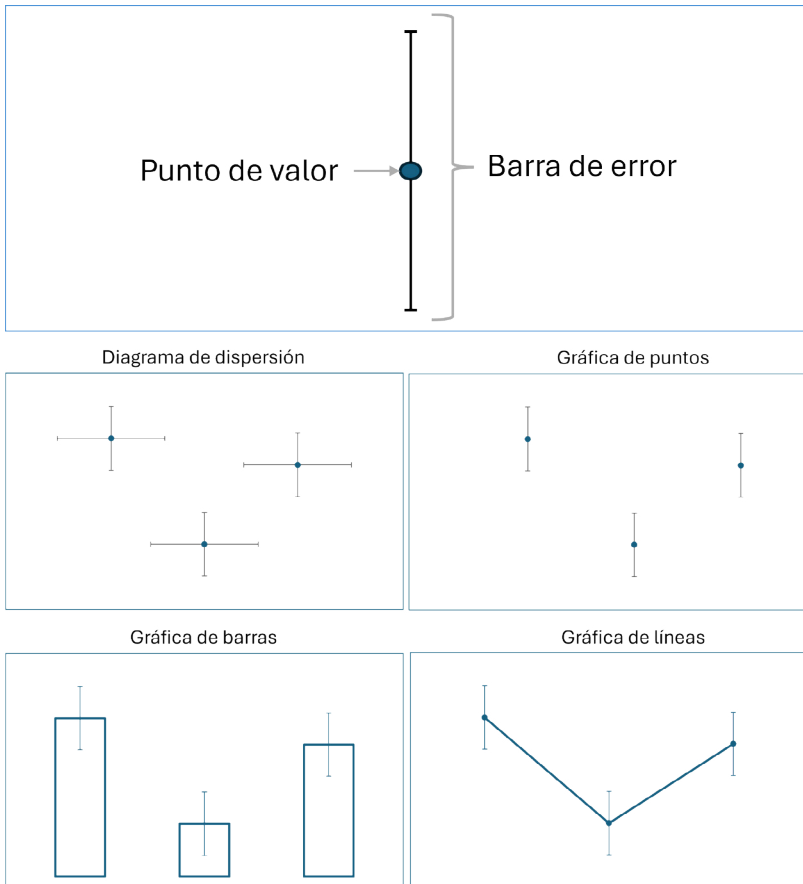 Punto de valor
Barra de error
Diagrama de dispersión
Gráfica de puntos
Gráfica de barras
Gráfica de líneas